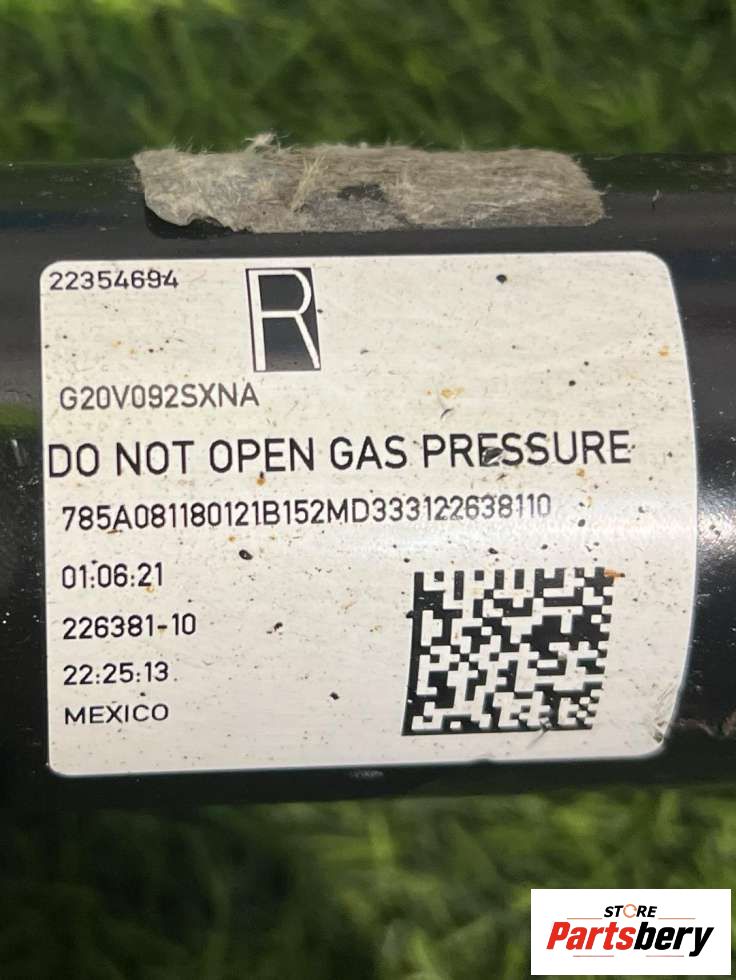 22354694
R
G20V092SXNA
DO NOT OPEN GAS PRESSURE
785A081180121B152MD333122638110
01:06:21
226381-10
22:25:13
MEXICO
STORE
Partsbery